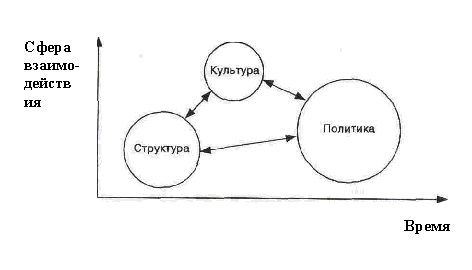 Сфера
взаимо-
действ
ия
Культура
Политика
Структура
Время